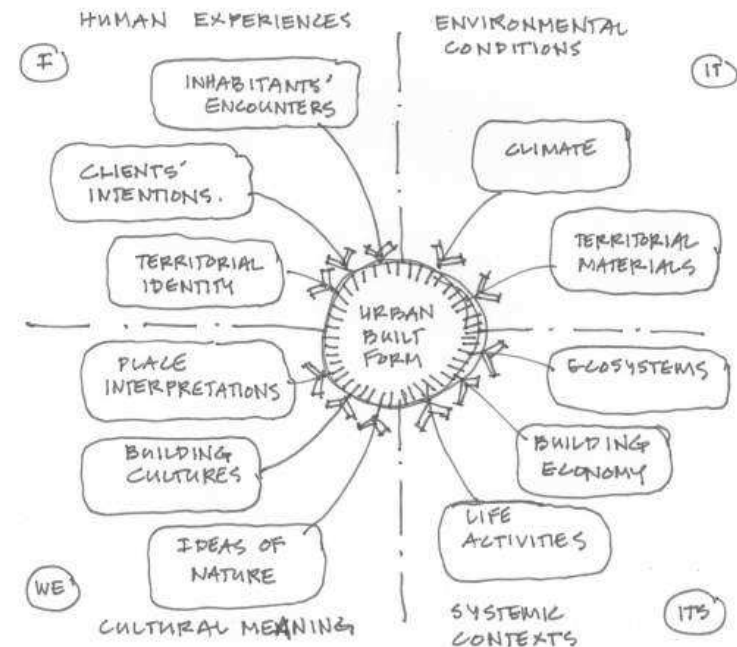 HUMAN EXPERIENCES
ENVIRONMENTAL
CONDITIONS
I
IT
INHABITANTS'
ENCOUNTERS
CLIMATE
CLIENTS'
INTENTIONS.
TERRITORIAL
MATERIALS
TERRITORIAL
IDENTITY
URBAN
BUILT
FORM
PLACE
INTERPRETATIONS
ECOSYSTEMS
BUILDING
CULTURES
BUILDING
ECONOMY
LIFE
ACTIVITIES
IDEAS OF
NATURE
WE
ITS
CULTURAL MEANING
SYSTEMIC
CONTEXTS